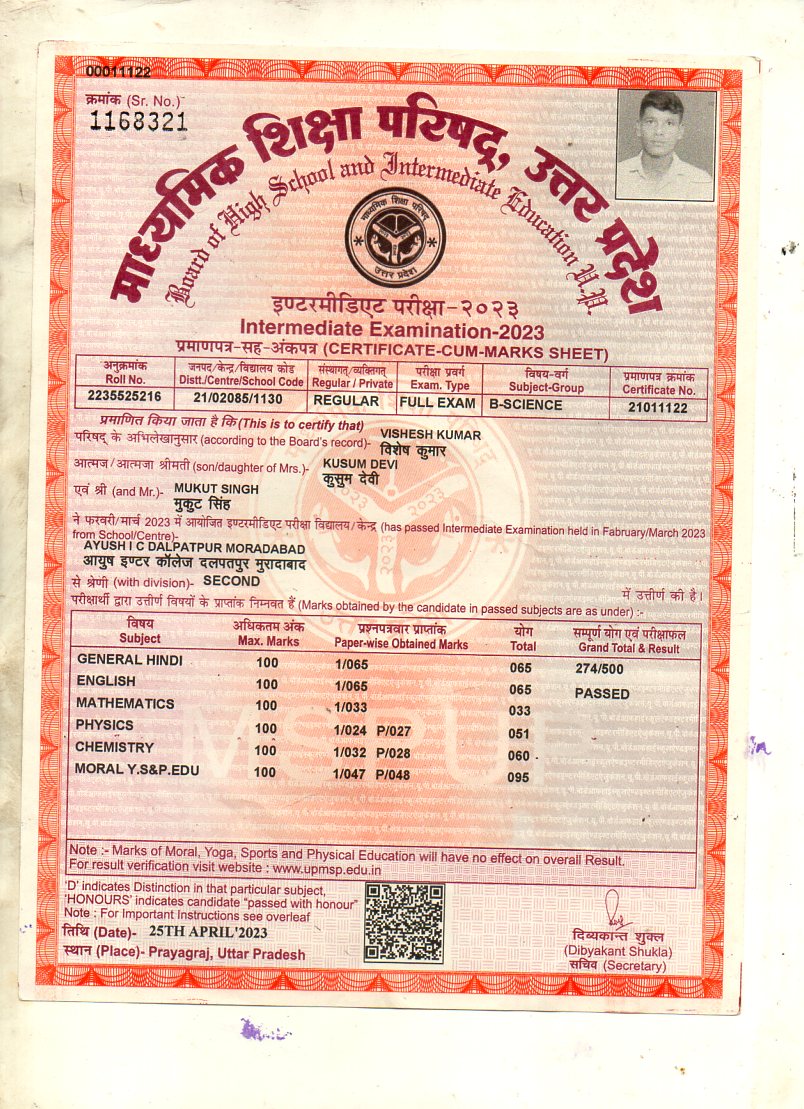 00011122
क्रमांक (Sr. No.)
1168321
माध्यमिक शिक्षा परिषद्, उत्तर प्रदेश
Board of High School and Intermediate Education U.P.
माध्यमिक शिक्षा परिषद्
उत्तर प्रदेश
इण्टरमीडिएट परीक्षा-२०२३
Intermediate Examination-2023
प्रमाणपत्र-सह-अंकपत्र (CERTIFICATE-CUM-MARKS SHEET)
अनुक्रमांक जनपद/केन्द्र/विद्यालय कोड संस्थागत्/व्यक्तिगत् परीक्षा प्रवर्ग विषय-वर्ग प्रमाणपत्र क्रमांक
Roll No. Distt./Centre/School Code Regular / Private Exam. Type Subject-Group Certificate No.
2235525216 21/02085/1130 REGULAR FULL EXAM B-SCIENCE 21011122
प्रमाणित किया जाता है कि (This is to certify that)
परिषद् के अभिलेखानुसार (according to the Board's record)- VISHESH KUMAR
विशेष कुमार
आत्मज/आत्मजा श्रीमती (son/daughter of Mrs.)- KUSUM DEVI
कुसुम देवी
एवं श्री (and Mr.)- MUKUT SINGH
मुकुट सिंह
ने फरवरी/मार्च 2023 में आयोजित इण्टरमीडिएट परीक्षा विद्यालय/केन्द्र (has passed Intermediate Examination held in Fabruary/March 2023
from School/Centre)-
AYUSH I C DALPATPUR MORADABAD
आयुष इण्टर कॉलेज दलपतपुर मुरादाबाद
से श्रेणी (with division)- SECOND में उत्तीर्ण की है।
परीक्षार्थी द्वारा उत्तीर्ण विषयों के प्राप्तांक निम्नवत हैं (Marks obtained by the candidate in passed subjects are as under) :-
विषय अधिकतम अंक प्रश्नपत्रवार प्राप्तांक योग सम्पूर्ण योग एवं परीक्षाफल
Subject Max. Marks Paper-wise Obtained Marks Total Grand Total & Result
GENERAL HINDI 100 1/065 065 274/500
ENGLISH 100 1/065 065 PASSED
MATHEMATICS 100 1/033 033
PHYSICS 100 1/024 P/027 051
CHEMISTRY 100 1/032 P/028 060
MORAL Y.S&P.EDU 100 1/047 P/048 095
Note :- Marks of Moral, Yoga, Sports and Physical Education will have no effect on overall Result.
For result verification visit website : www.upmsp.edu.in
'D' indicates Distinction in that particular subject,
'HONOURS' indicates candidate "passed with honour"
Note : For Important Instructions see overleaf
तिथि (Date)- 25TH APRIL'2023
स्थान (Place)- Prayagraj, Uttar Pradesh
दिव्यकान्त शुक्ल
(Dibyakant Shukla)
सचिव (Secretary)